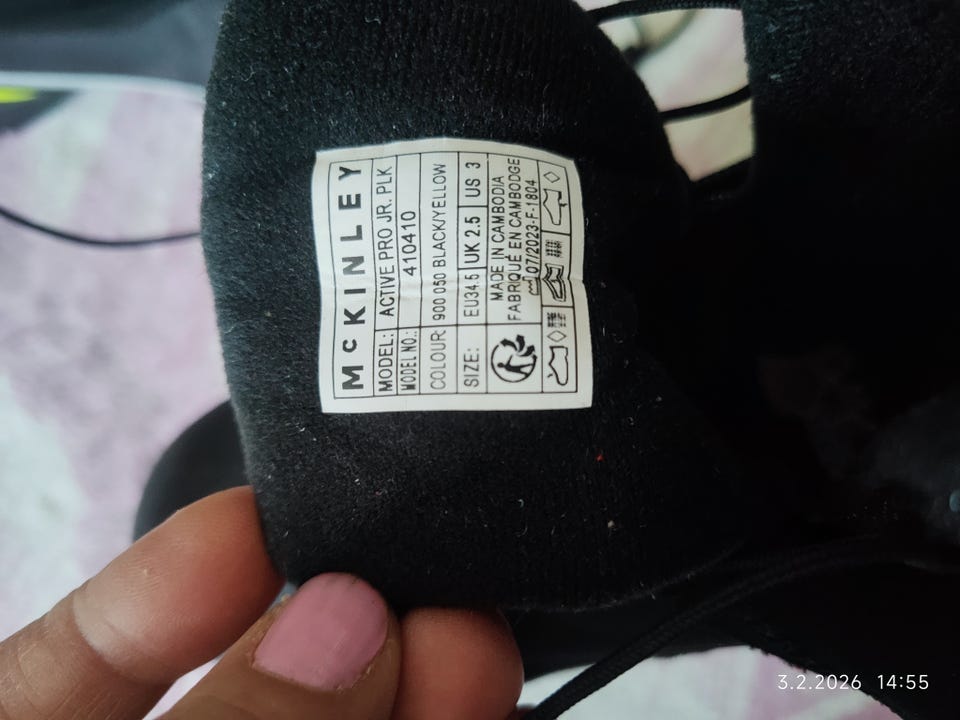 McKINLEY
MODEL: ACTIVE PRO JR. PLK
MODEL NO.: 410410
COLOUR: 900 050 BLACK/YELLOW
SIZE: EU34.5 UK 2.5 US 3
MADE IN CAMBODIA
FABRIQUÉ EN CAMBODGE
07/2023-F-1804
3.2.2026 14:55